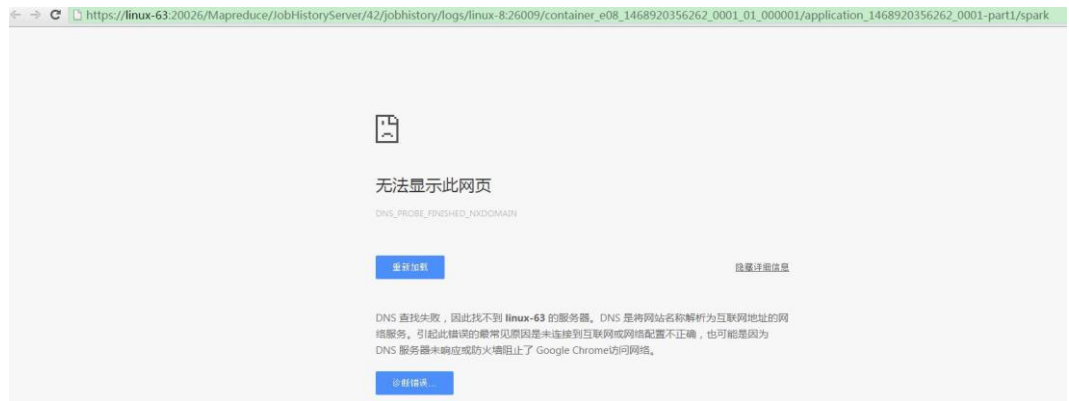 https://linux-63:20026/Mapreduce/JobHistoryServer/42/jobhistory/logs/linux-8:26009/container_e08_1468920356262_0001_01_000001/application_1468920356262_0001-part1/spark
无法显示此网页
DNS_PROBE_FINISHED_NXDOMAIN
重新加载
隐藏详细信息
DNS 查找失败，因此找不到 linux-63 的服务器。DNS 是将网站名称解析为互联网地址的网
络服务。引起此错误的最常见原因是未连接到互联网或网络配置不正确，也可能是因为
DNS 服务器未响应或防火墙阻止了 Google Chrome访问网络。
诊断错误...